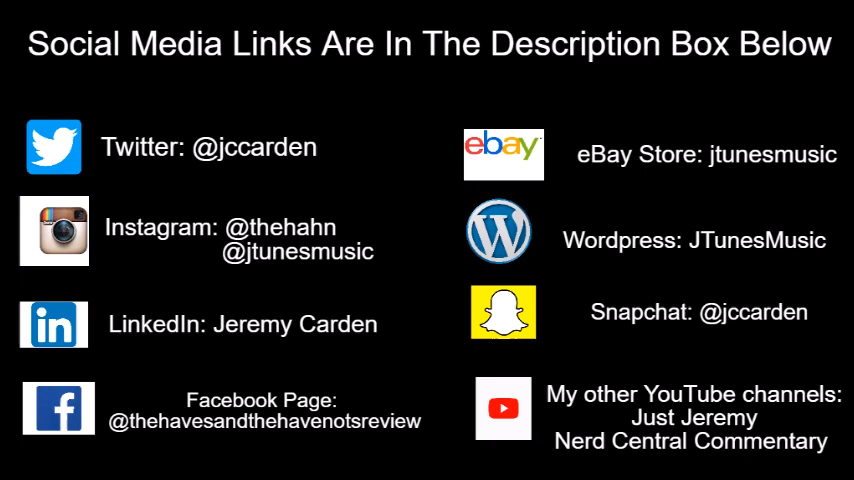 Social Media Links Are In The Description Box Below
Twitter: @jccarden
Instagram: @thehahn
@jtunesmusic
LinkedIn: Jeremy Carden
Facebook Page:
@thehavesandthehavenotsreview
ebay
eBay Store: jtunesmusic
Wordpress: JTunesMusic
Snapchat: @jccarden
My other YouTube channels:
Just Jeremy
Nerd Central Commentary